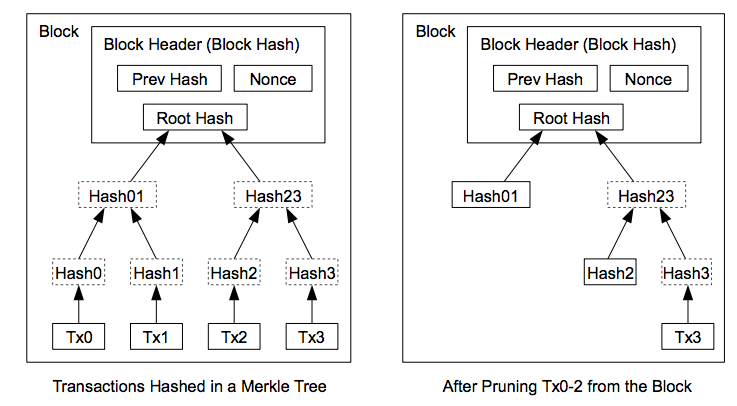 Block
Block Header (Block Hash)
Prev Hash
Nonce
Root Hash
Hash01
Hash23
Hash0
Hash1
Hash2
Hash3
Tx0
Tx1
Tx2
Tx3
Transactions Hashed in a Merkle Tree
Block
Block Header (Block Hash)
Prev Hash
Nonce
Root Hash
Hash01
Hash23
Hash2
Hash3
Tx3
After Pruning Tx0-2 from the Block